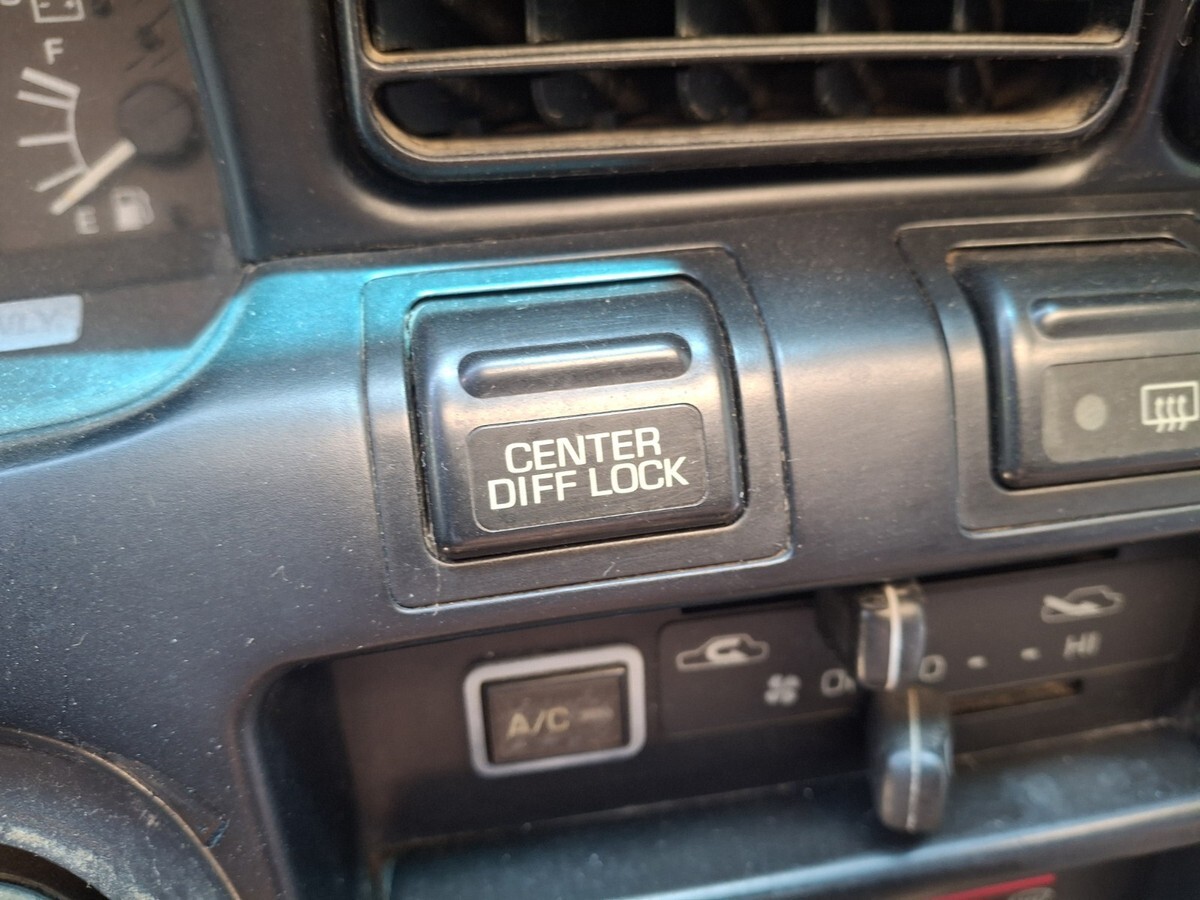 F
E
CENTER
DIFF LOCK
A/C
HI